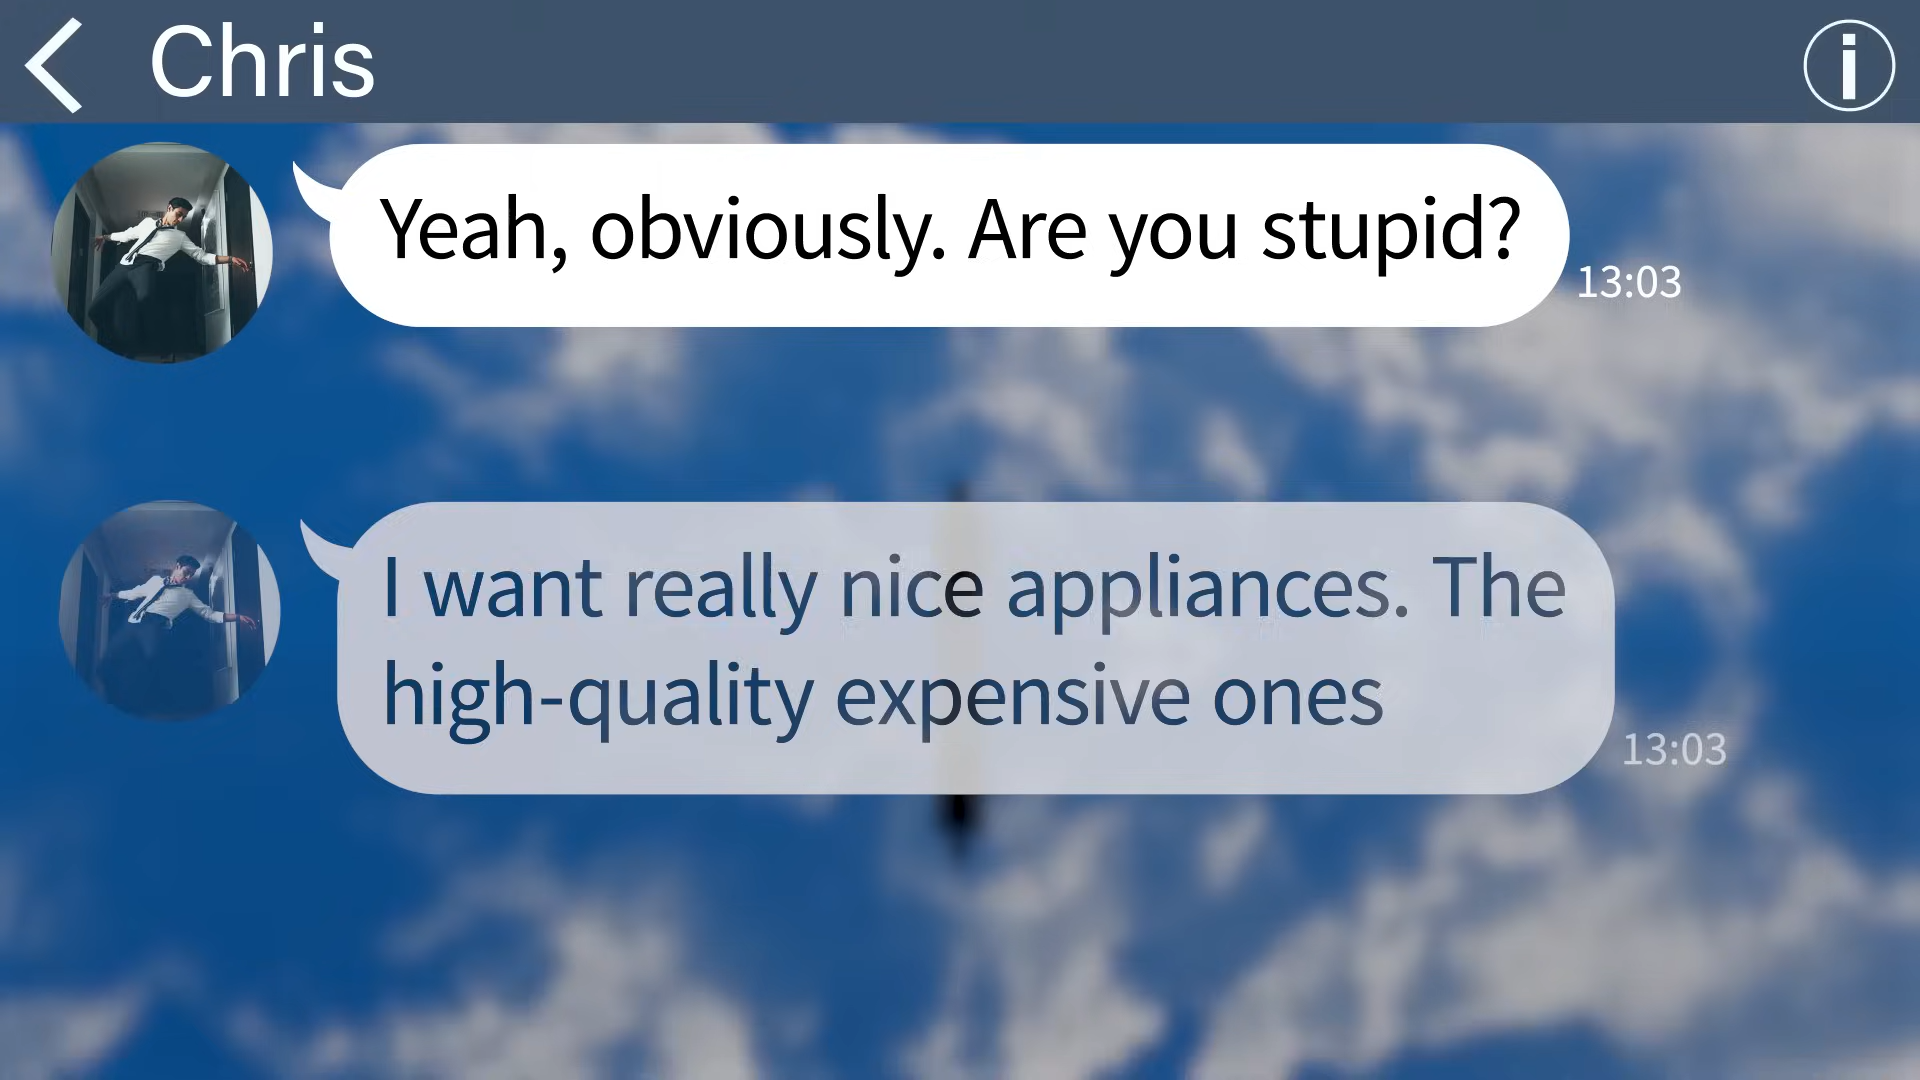 Chris
Yeah, obviously. Are you stupid?
13:03
I want really nice appliances. The
high-quality expensive ones
13:03